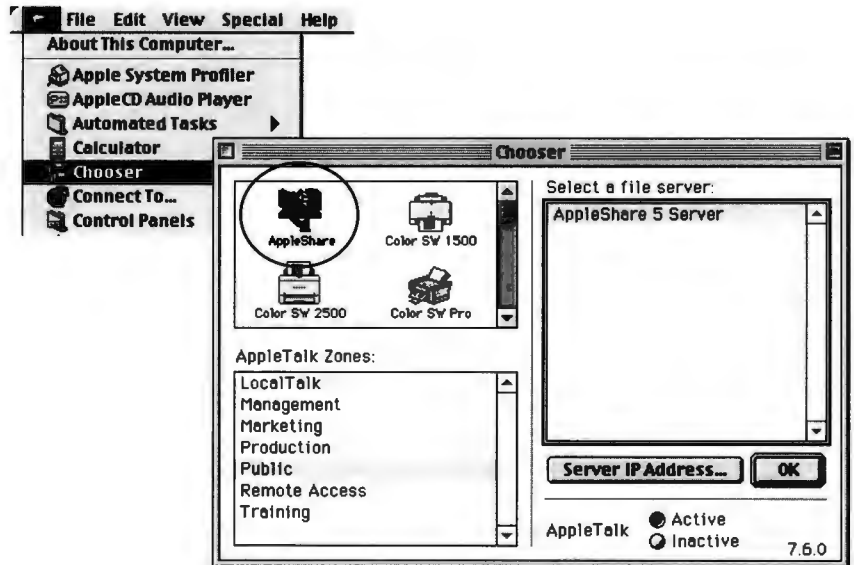 File Edit View Special Help
About This Computer...
Apple System Profiler
AppleCD Audio Player
Automated Tasks
Calculator
Chooser
Connect To...
Control Panels
Chooser
AppleShare
Color SW 1500
Color SW 2500
Color SW Pro
AppleTalk Zones:
LocalTalk
Management
Marketing
Production
Public
Remote Access
Training
Select a file server:
AppleShare 5 Server
Server IP Address...
OK
AppleTalk
Active
Inactive
7.6.0